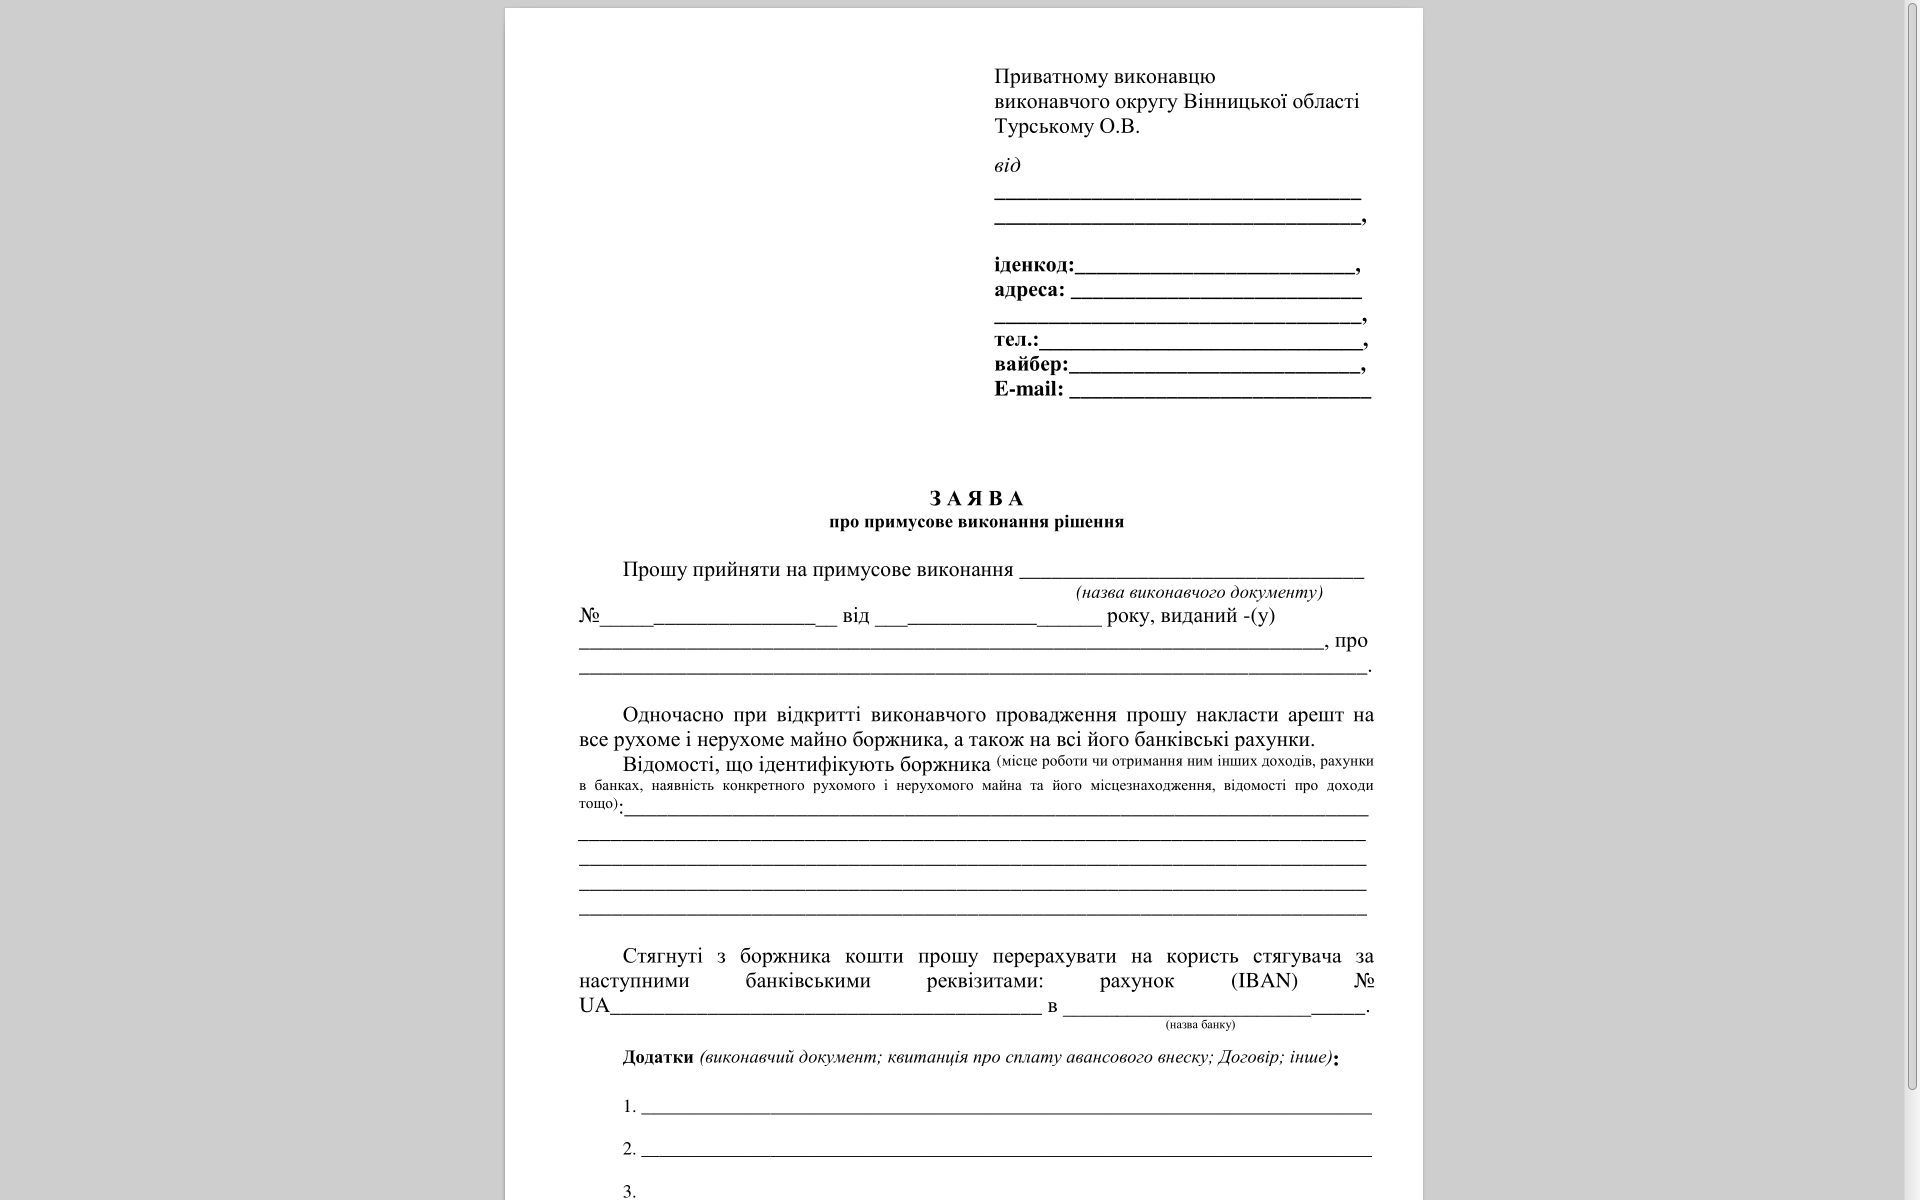 Приватному виконавцю
виконавчого округу Вінницької області
Турському О.В.
від
__________________________________
__________________________________,
іденкод:__________________________,
адреса: ___________________________
__________________________________,
тел.:______________________________,
вайбер:___________________________,
E-mail: ____________________________
З А Я В А
про примусове виконання рішення
Прошу прийняти на примусове виконання ________________________________
(назва виконавчого документу)
№______________________ від _____________________ року, виданий -(у)
_____________________________________________________________________, про
_________________________________________________________________________.
Одночасно при відкритті виконавчого провадження прошу накласти арешт на
все рухоме і нерухоме майно боржника, а також на всі його банківські рахунки.
Відомості, що ідентифікують боржника (місце роботи чи отримання ним інших доходів, рахунки
в банках, наявність конкретного рухомого і нерухомого майна та його місцезнаходження, відомості про доходи
тощо):_____________________________________________________________________
_________________________________________________________________________
_________________________________________________________________________
_________________________________________________________________________
_________________________________________________________________________
Стягнуті з боржника кошти прошу перерахувати на користь стягувача за
наступними банківськими реквізитами: рахунок (IBAN) №
UA________________________________________ в ____________________________.
(назва банку)
Додатки (виконавчий документ; квитанція про сплату авансового внеску; Договір; інше):
1. ______________________________________________________________________
2. ______________________________________________________________________
3.